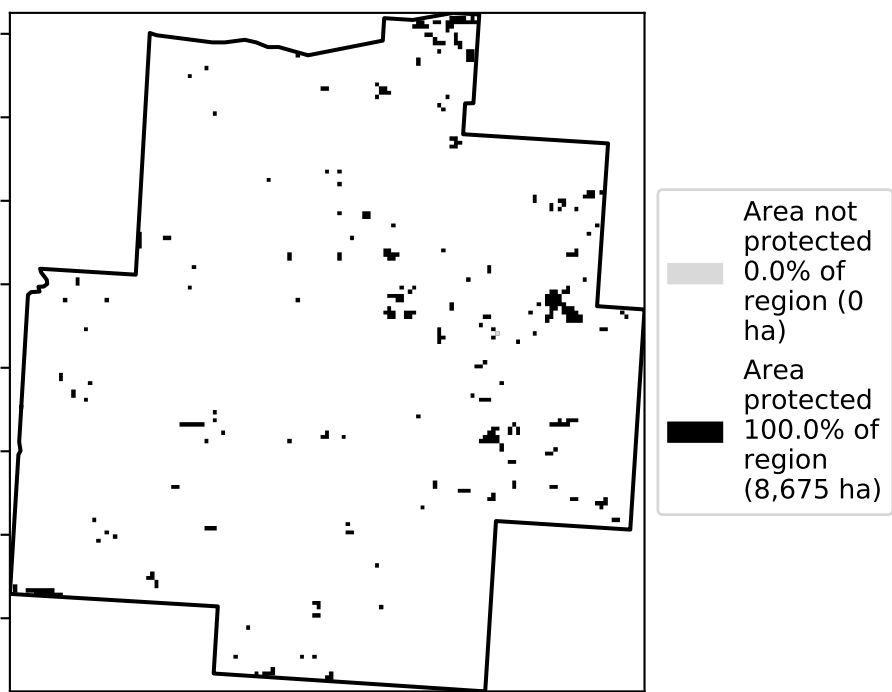 Area not
protected
0.0% of
region (0
ha)
Area
protected
100.0% of
region
(8,675 ha)